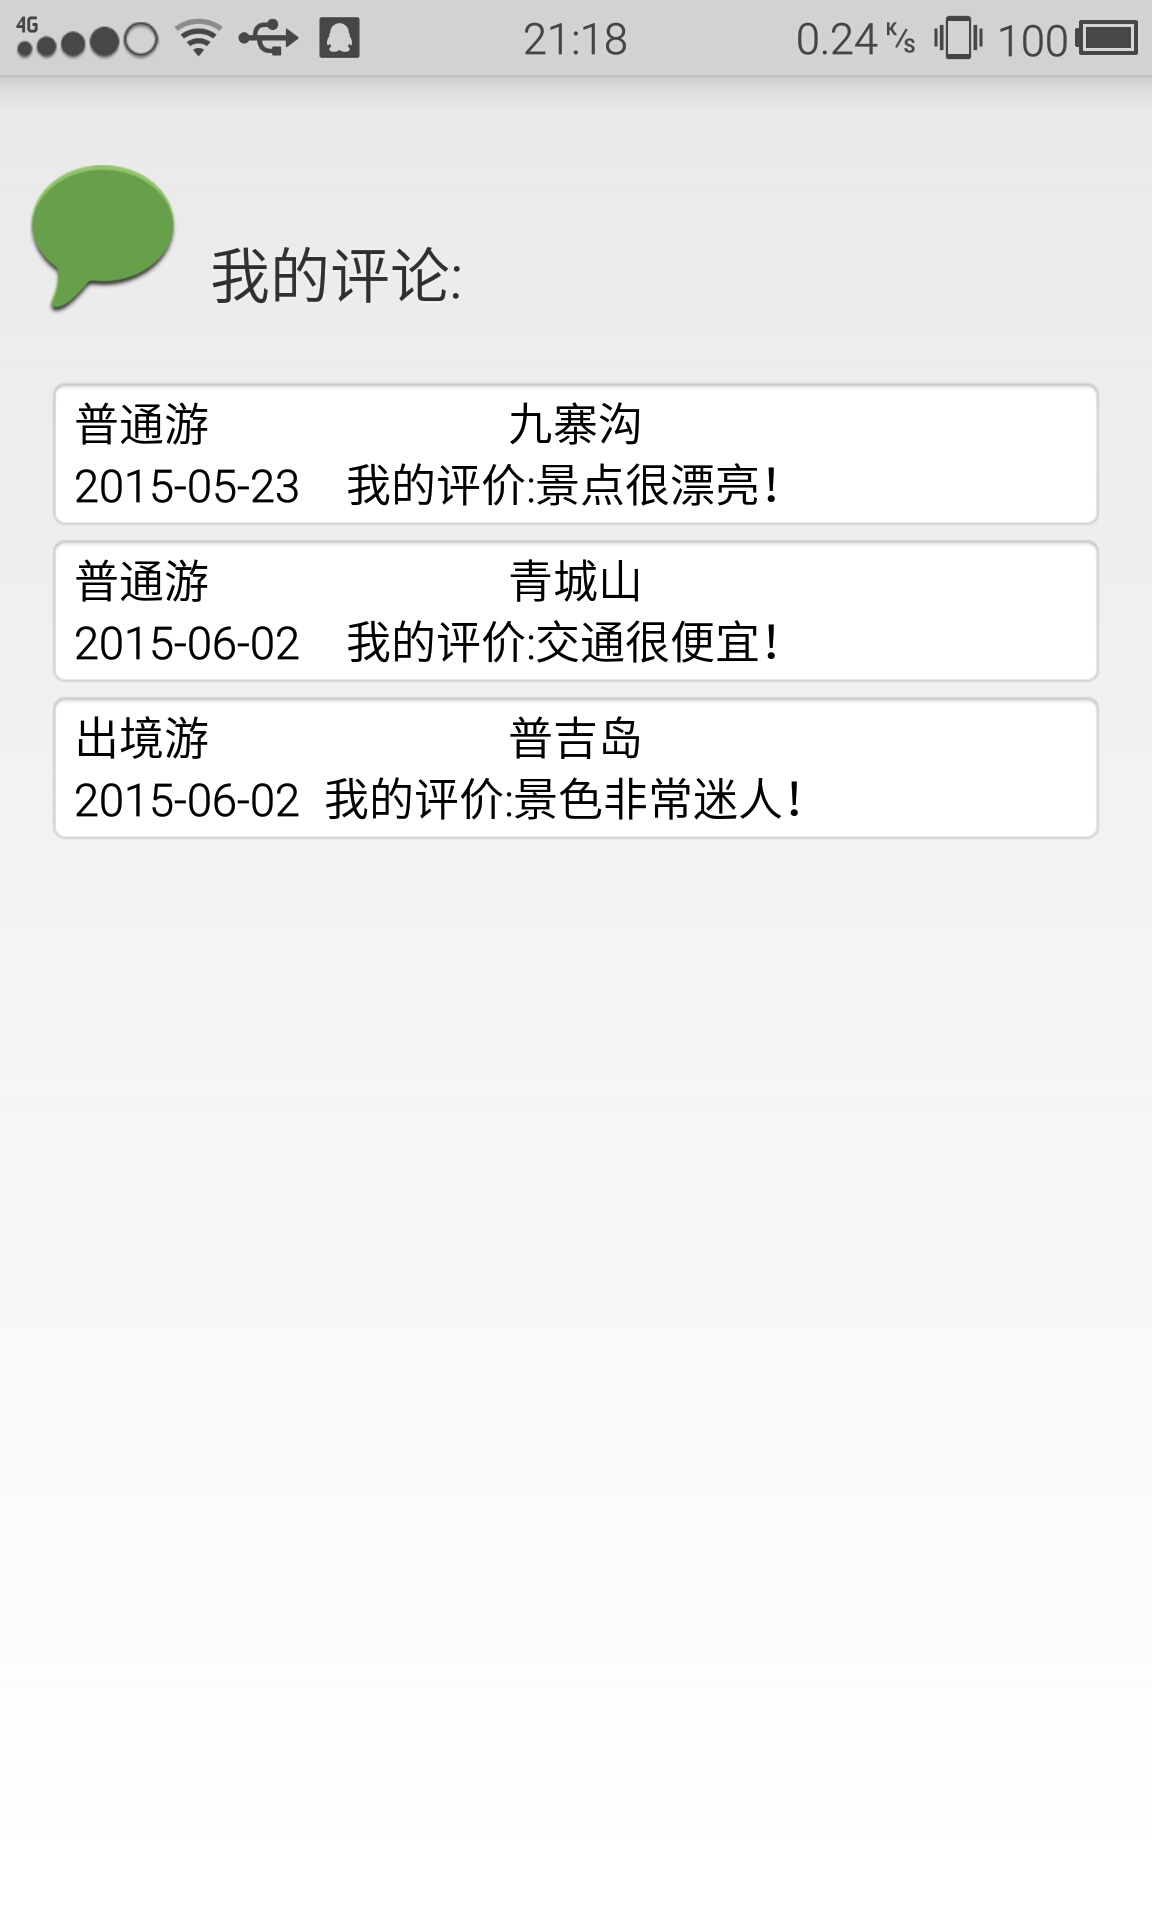 4G 21:18 0.24 K/s 100
我的评论:
普通游 九寨沟
2015-05-23 我的评价:景点很漂亮！
普通游 青城山
2015-06-02 我的评价:交通很便宜！
出境游 普吉岛
2015-06-02 我的评价:景色非常迷人！